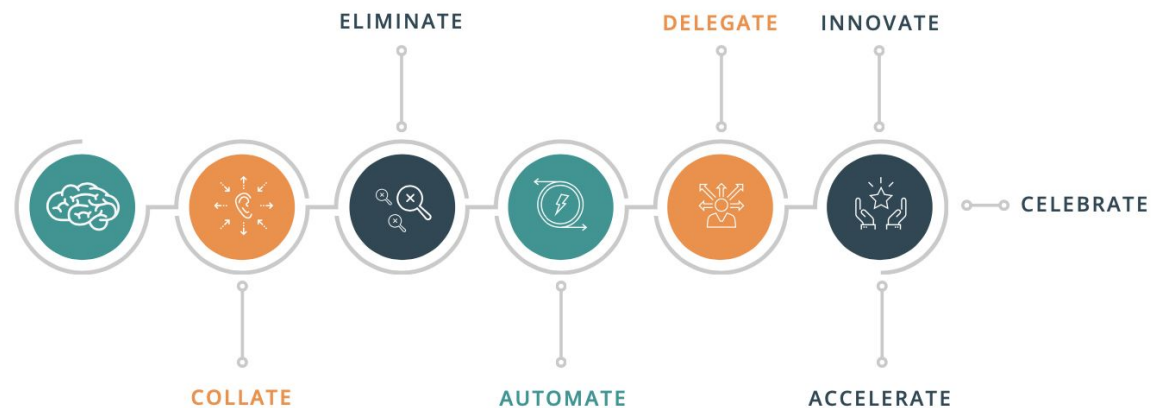 ELIMINATE
DELEGATE
INNOVATE
CELEBRATE
COLLATE
AUTOMATE
ACCELERATE